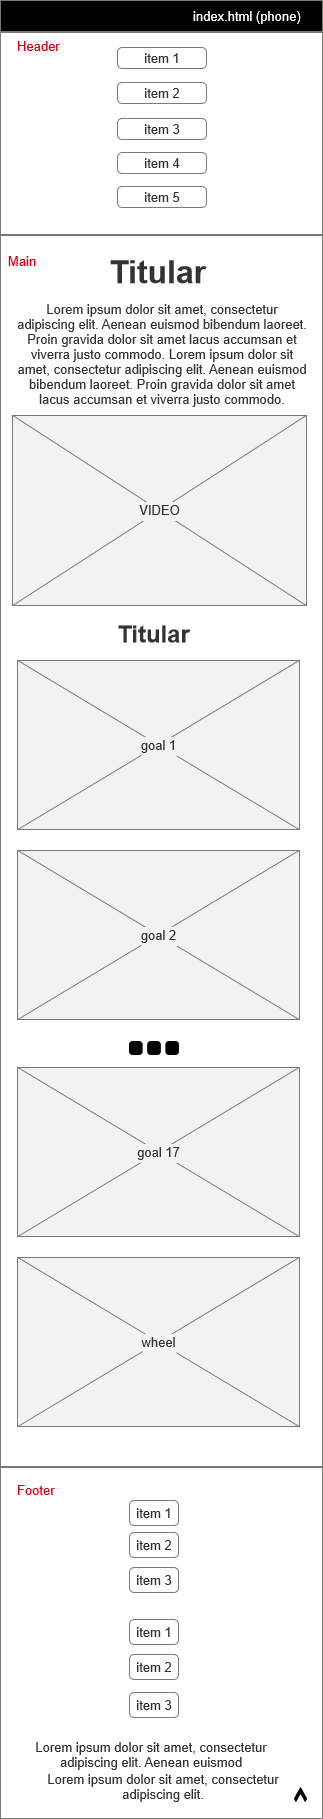 index.html (phone)
Header
item 1
item 2
item 3
item 4
item 5
Main
Titular
Lorem ipsum dolor sit amet, consectetur
adipiscing elit. Aenean euismod bibendum laoreet.
Proin gravida dolor sit amet lacus accumsan et
viverra justo commodo. Lorem ipsum dolor sit
amet, consectetur adipiscing elit. Aenean euismod
bibendum laoreet. Proin gravida dolor sit amet
lacus accumsan et viverra justo commodo.
VIDEO
Titular
goal 1
goal 2
goal 17
wheel
Footer
item 1
item 2
item 3
item 1
item 2
item 3
Lorem ipsum dolor sit amet, consectetur
adipiscing elit. Aenean euismod
Lorem ipsum dolor sit amet, consectetur
adipiscing elit.